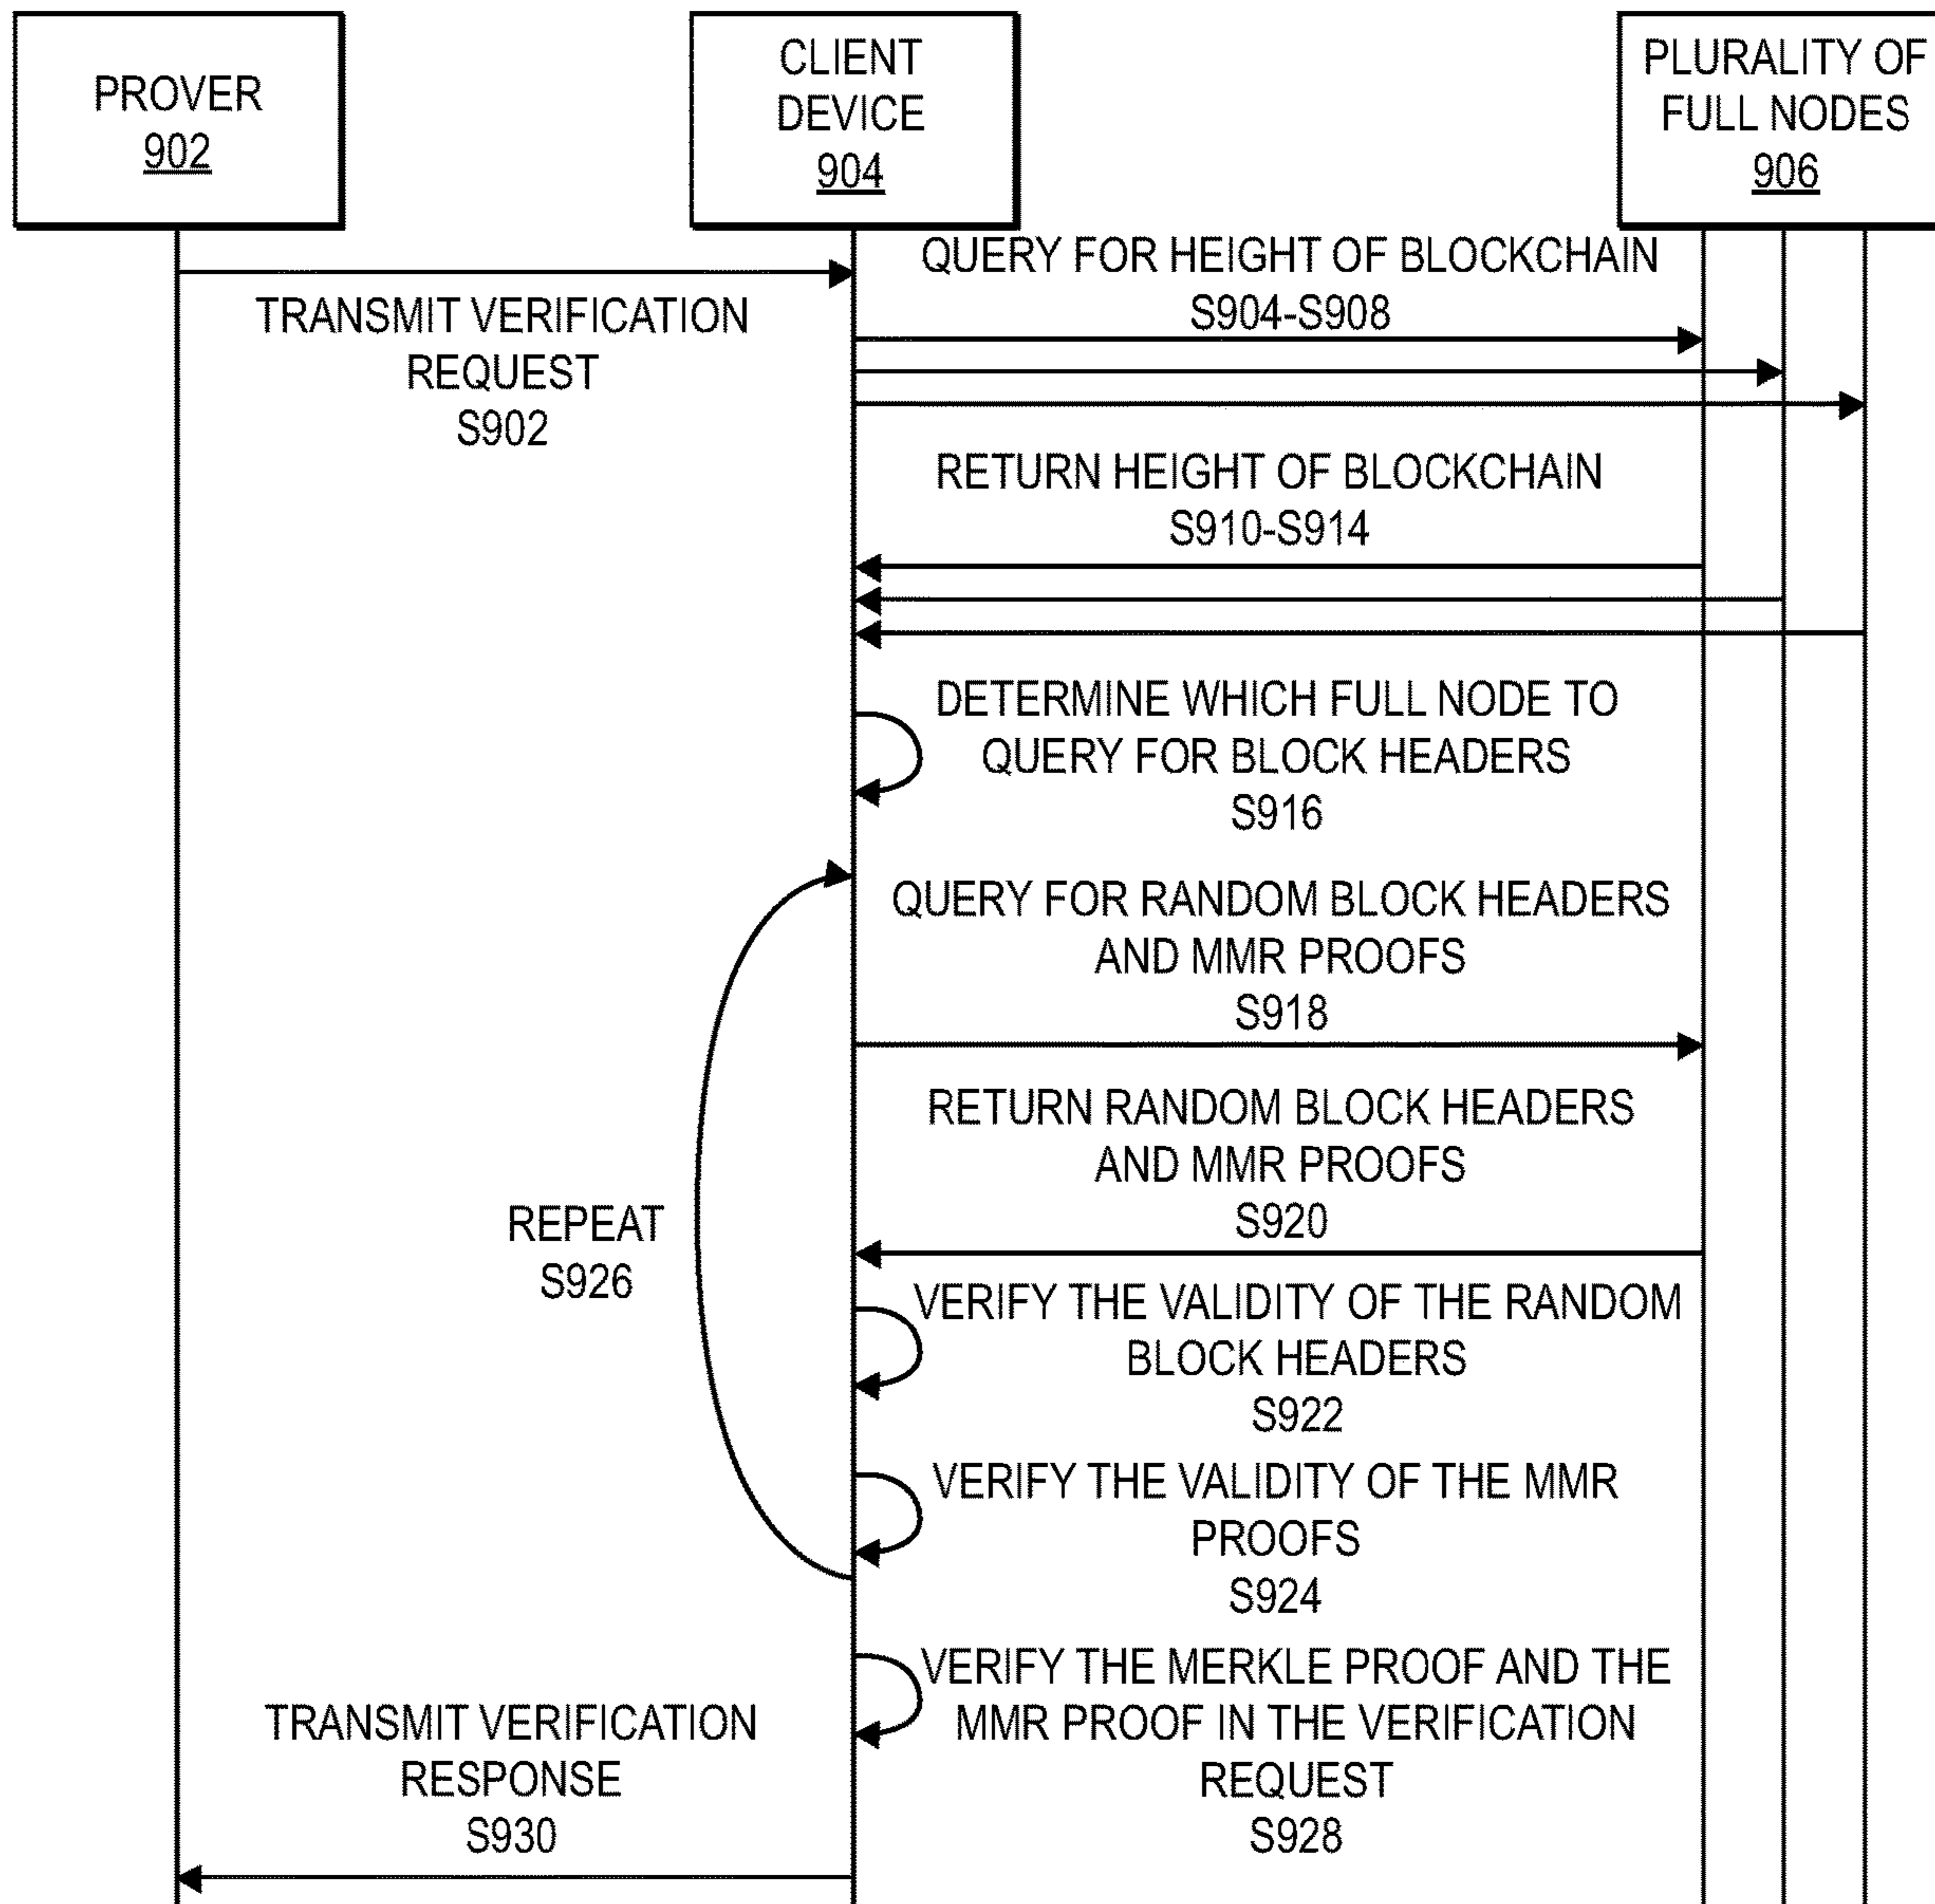 PROVER
902
CLIENT
DEVICE
904
PLURALITY OF
FULL NODES
906
QUERY FOR HEIGHT OF BLOCKCHAIN
S904-S908
TRANSMIT VERIFICATION
REQUEST
S902
RETURN HEIGHT OF BLOCKCHAIN
S910-S914
DETERMINE WHICH FULL NODE TO
QUERY FOR BLOCK HEADERS
S916
QUERY FOR RANDOM BLOCK HEADERS
AND MMR PROOFS
S918
RETURN RANDOM BLOCK HEADERS
AND MMR PROOFS
S920
REPEAT
S926
VERIFY THE VALIDITY OF THE RANDOM
BLOCK HEADERS
S922
VERIFY THE VALIDITY OF THE MMR
PROOFS
S924
VERIFY THE MERKLE PROOF AND THE
MMR PROOF IN THE VERIFICATION
REQUEST
S928
TRANSMIT VERIFICATION
RESPONSE
S930